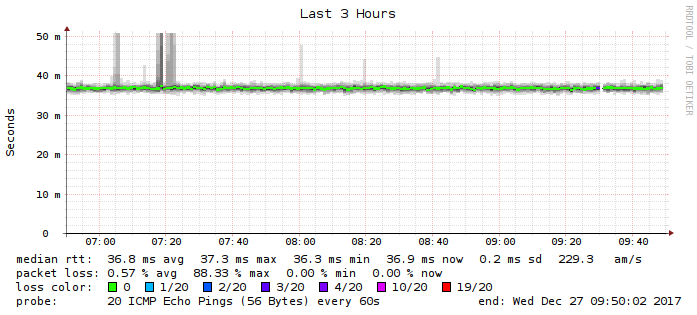 Last 3 Hours
RRDTOOL / TOBI OETIKER
Seconds
50 m
40 m
30 m
20 m
10 m
0
07:00 07:20 07:40 08:00 08:20 08:40 09:00 09:20 09:40
median rtt: 36.8 ms avg 37.3 ms max 36.3 ms min 36.9 ms now 0.2 ms sd 229.3 am/s
packet loss: 0.57 % avg 88.33 % max 0.00 % min 0.00 % now
loss color: 0 1/20 2/20 3/20 4/20 10/20 19/20
probe: 20 ICMP Echo Pings (56 Bytes) every 60s end: Wed Dec 27 09:50:02 2017